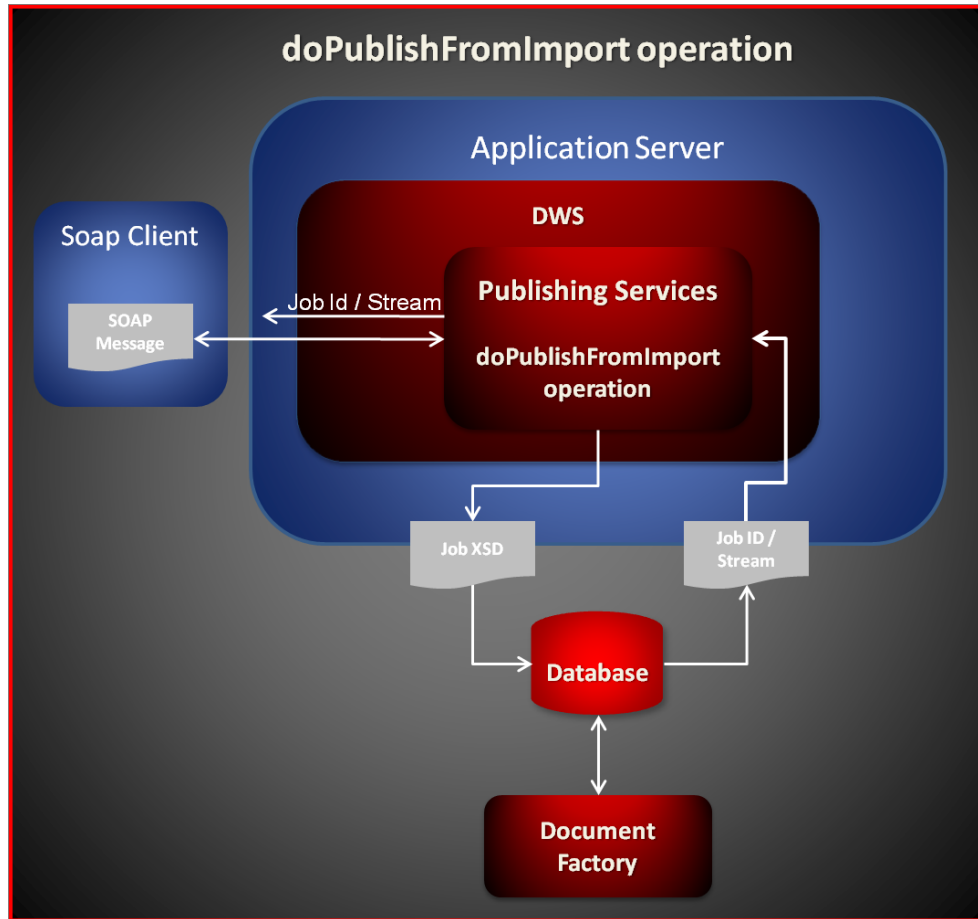 doPublishFromImport operation
Application Server
DWS
Soap Client
Publishing Services
Job Id / Stream
SOAP
Message
doPublishFromImport
operation
Job XSD
Job ID /
Stream
Database
Document
Factory